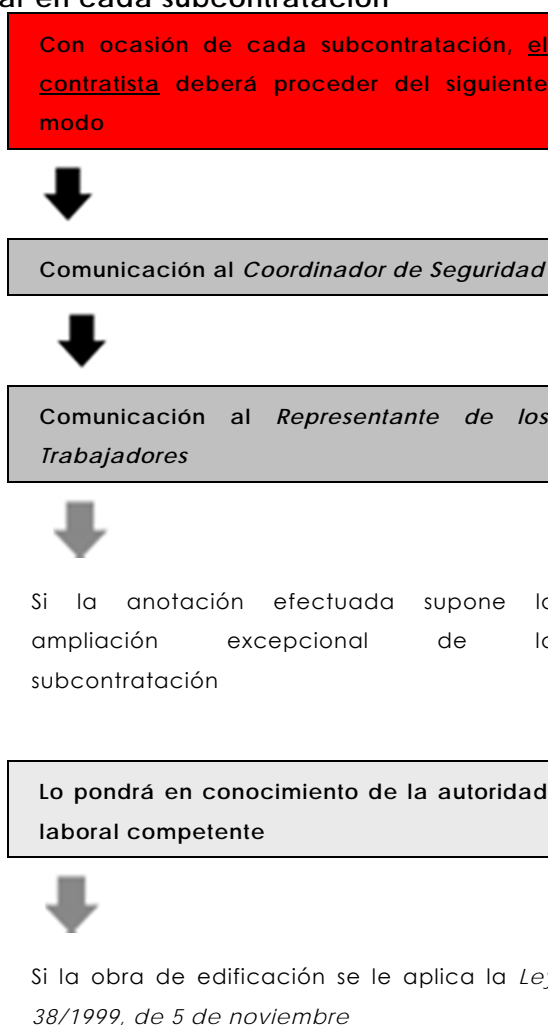 en cada subcontratación
Con ocasión de cada subcontratación, el
contratista deberá proceder del siguiente
modo
Comunicación al Coordinador de Seguridad
Comunicación al Representante de los
Trabajadores
Si la anotación efectuada supone
ampliación excepcional de
subcontratación
Lo pondrá en conocimiento de la autoridad
laboral competente
Si la obra de edificación se le aplica la Ley
38/1999, de 5 de noviembre